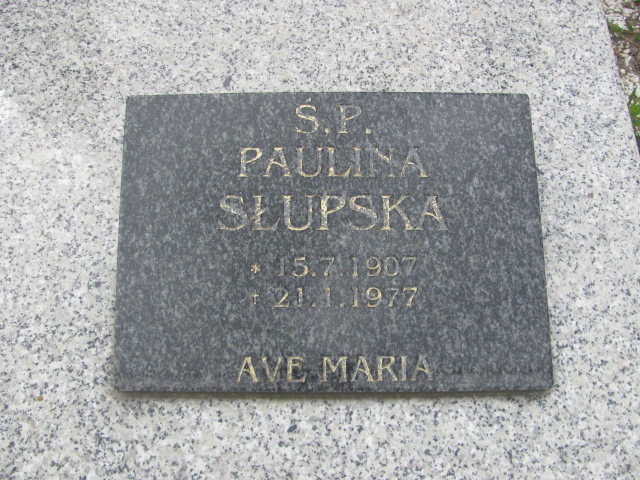 Ś.P.
PAULINA
SŁUPSKA
* 15.7.1907
† 21.1.1977
AVE MARIA